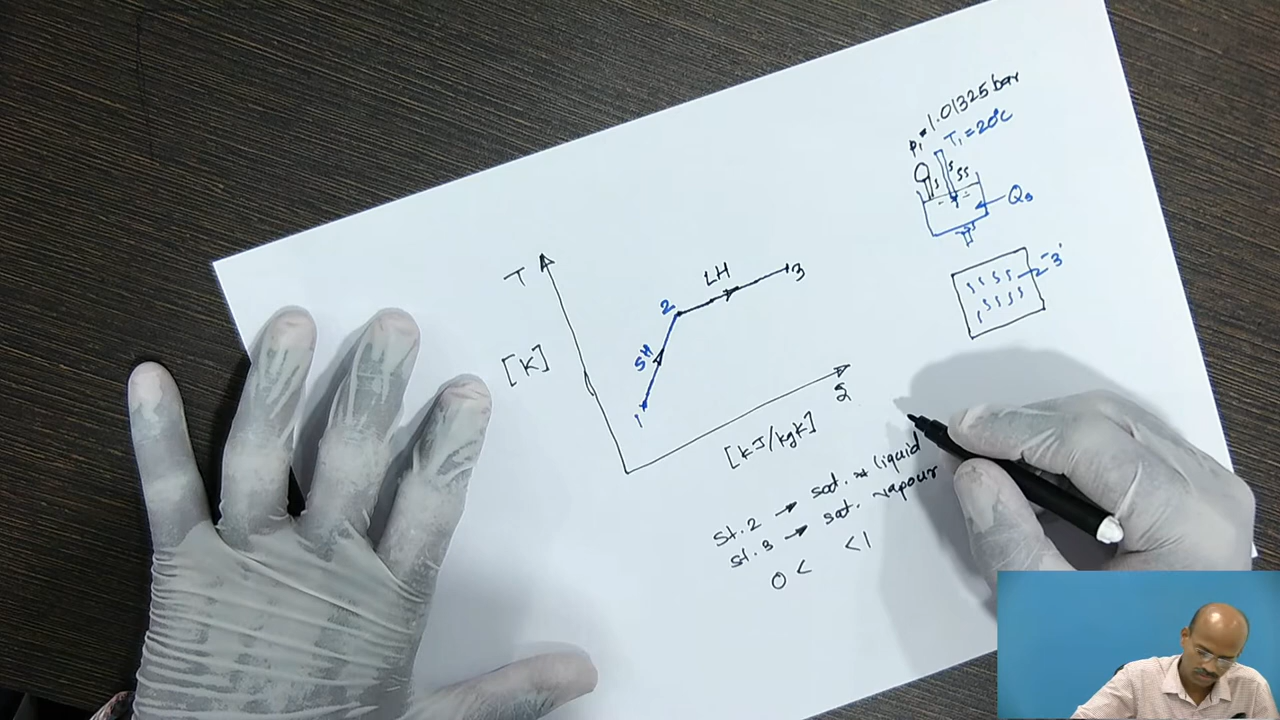 P₁ = 1.01325 bar
T₁ = 20°C
Qs
2-3'
T
[K]
LH
3
2
SH
1
s
[kJ/kgK]
St. 2 → sat. liquid
St. 3 → sat. vapour
0 < <1